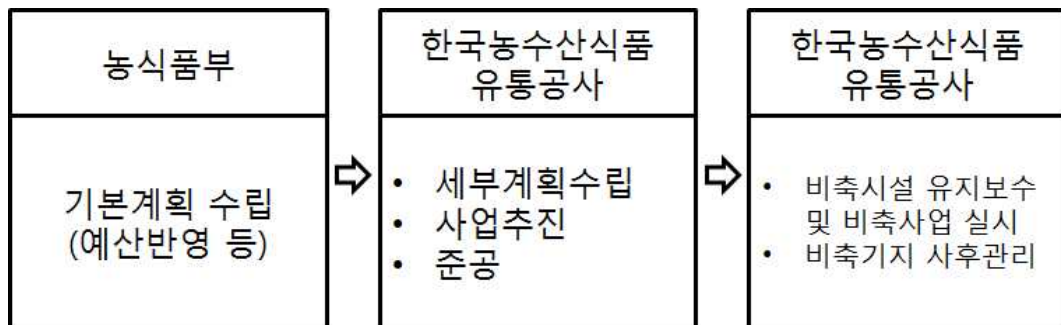 농식품부
기본계획 수립
(예산반영 등)
한국농수산식품
유통공사
• 세부계획수립
• 사업추진
• 준공
한국농수산식품
유통공사
• 비축시설 유지보수
및 비축사업 실시
• 비축기지 사후관리